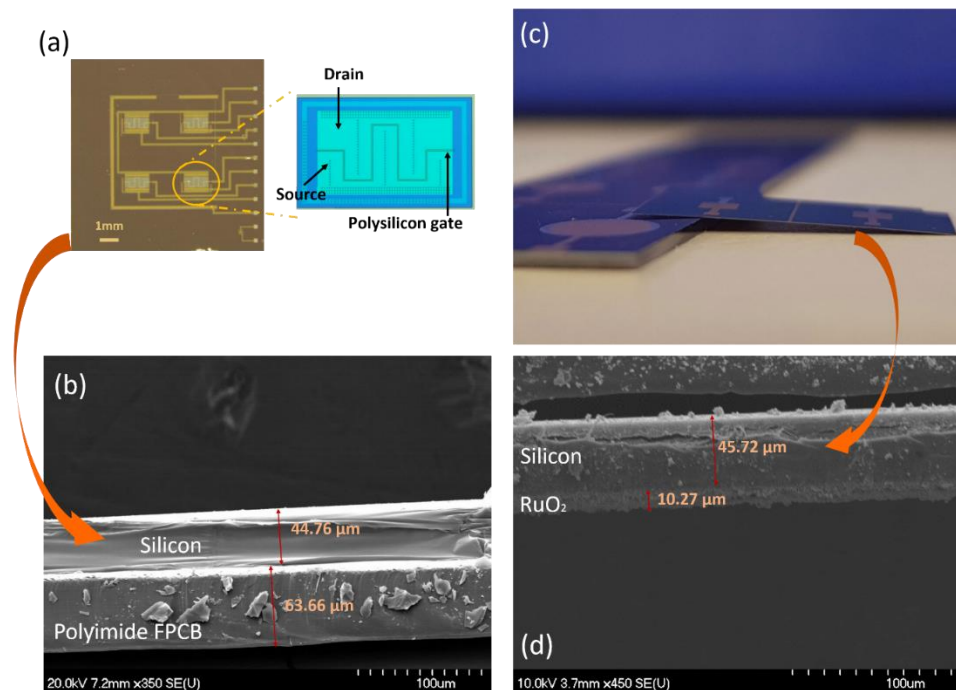 (a)
Drain
Source
Polysilicon gate
1mm
(b)
44.76 µm
Silicon
63.66 µm
Polyimide FPCB
20.0kV 7.2mm x350 SE(U)
100um
(c)
45.72 µm
Silicon
10.27 µm
RuO₂
(d)
10.0kV 3.7mm x450 SE(U)
100um